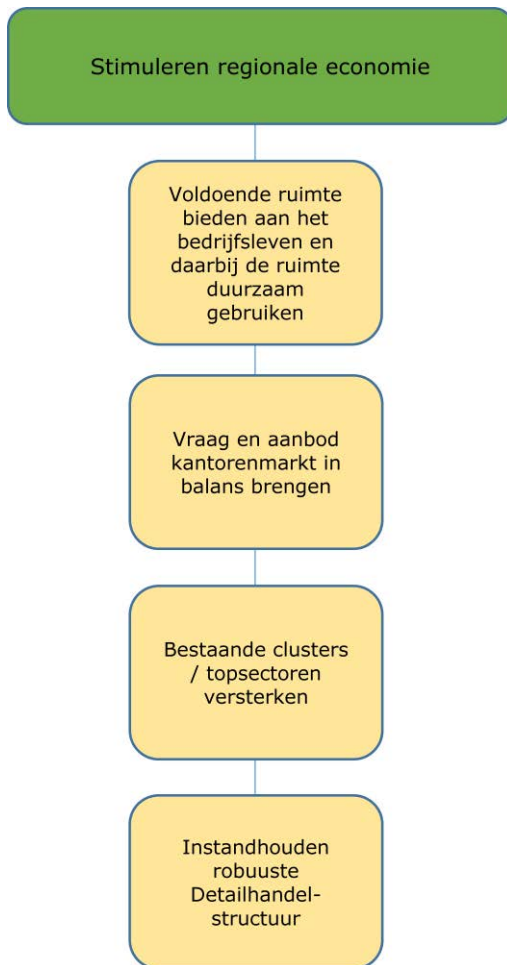 Stimuleren regionale economie
Voldoende ruimte
bieden aan het
bedrijfsleven en
daarbij de ruimte
duurzaam
gebruiken
Vraag en aanbod
kantorenmarkt in
balans brengen
Bestaande clusters
/ topsectoren
versterken
Instandhouden
robuuste
Detailhandel-
structuur